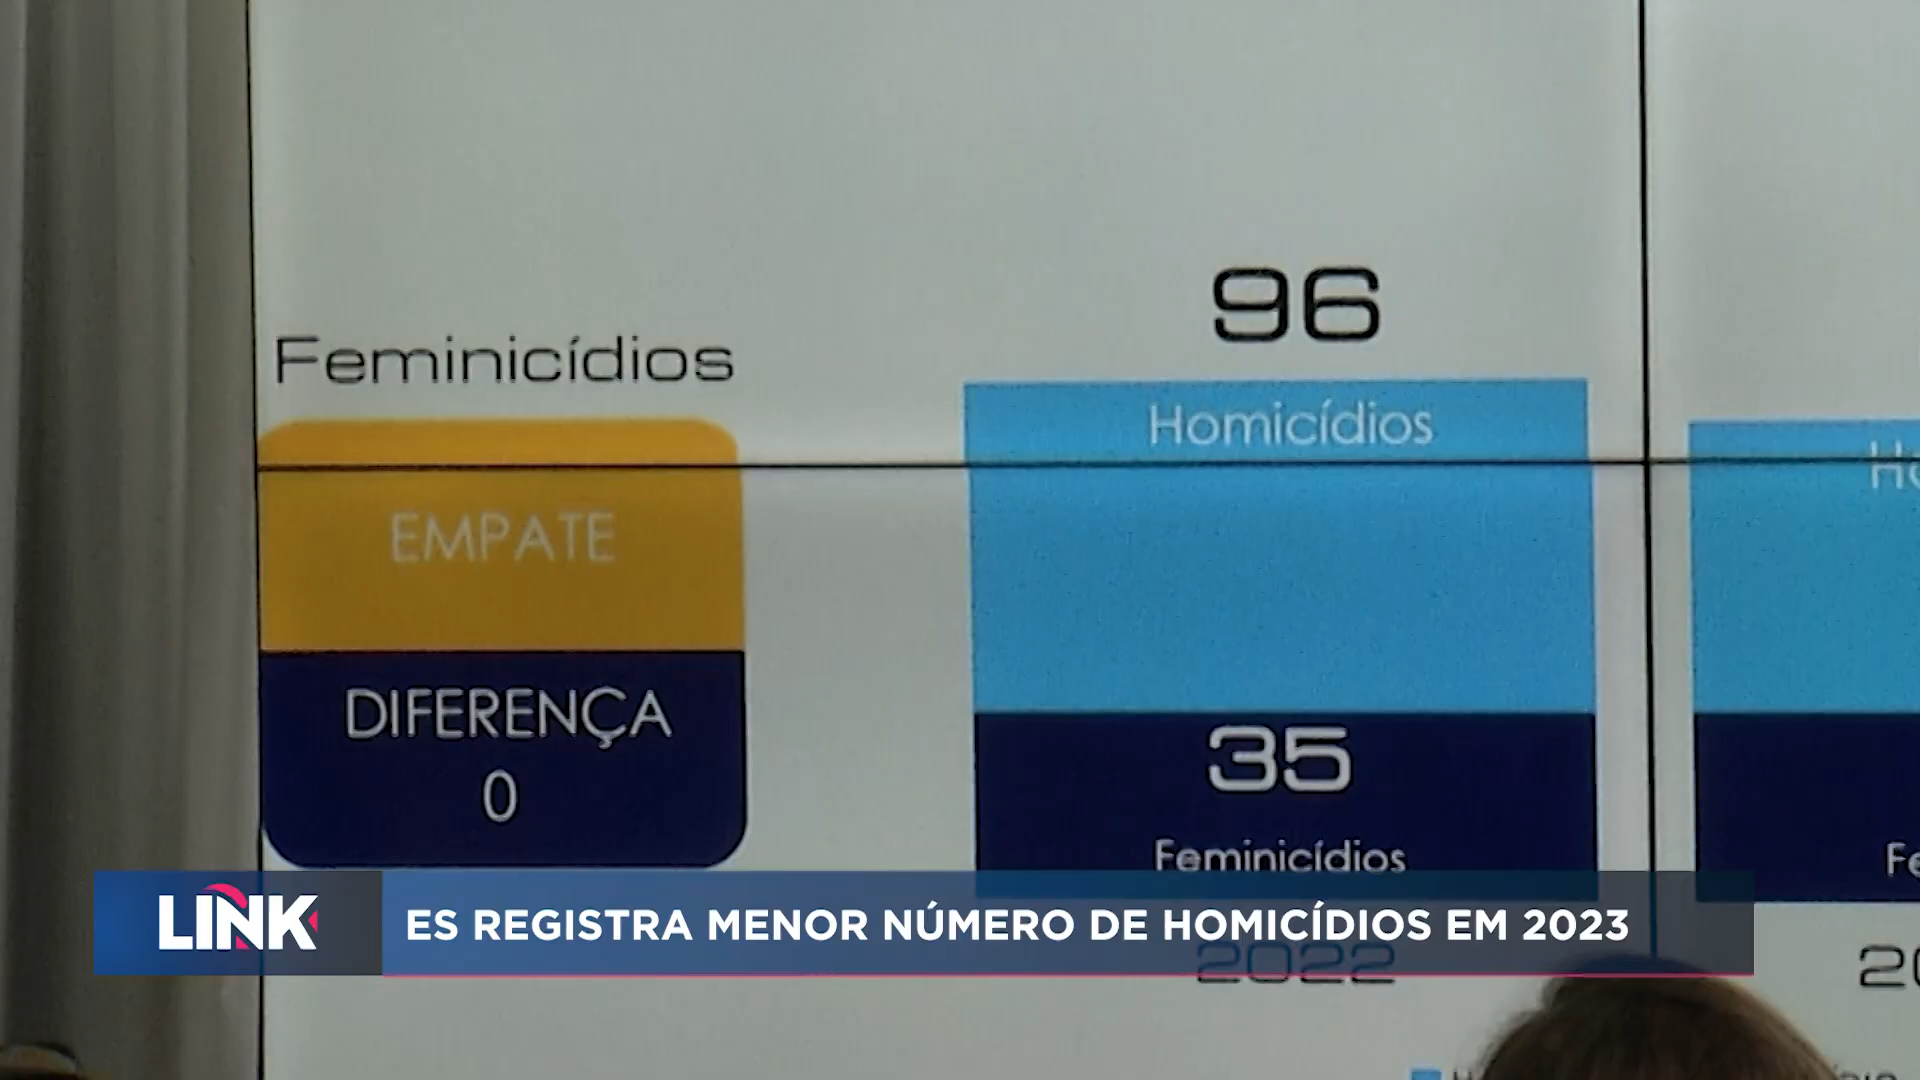 96
Feminicídios
Homicídios
EMPATE
DIFERENÇA
0
35
Feminicídios
LINK
ES REGISTRA MENOR NÚMERO DE HOMICÍDIOS EM 2023
2022